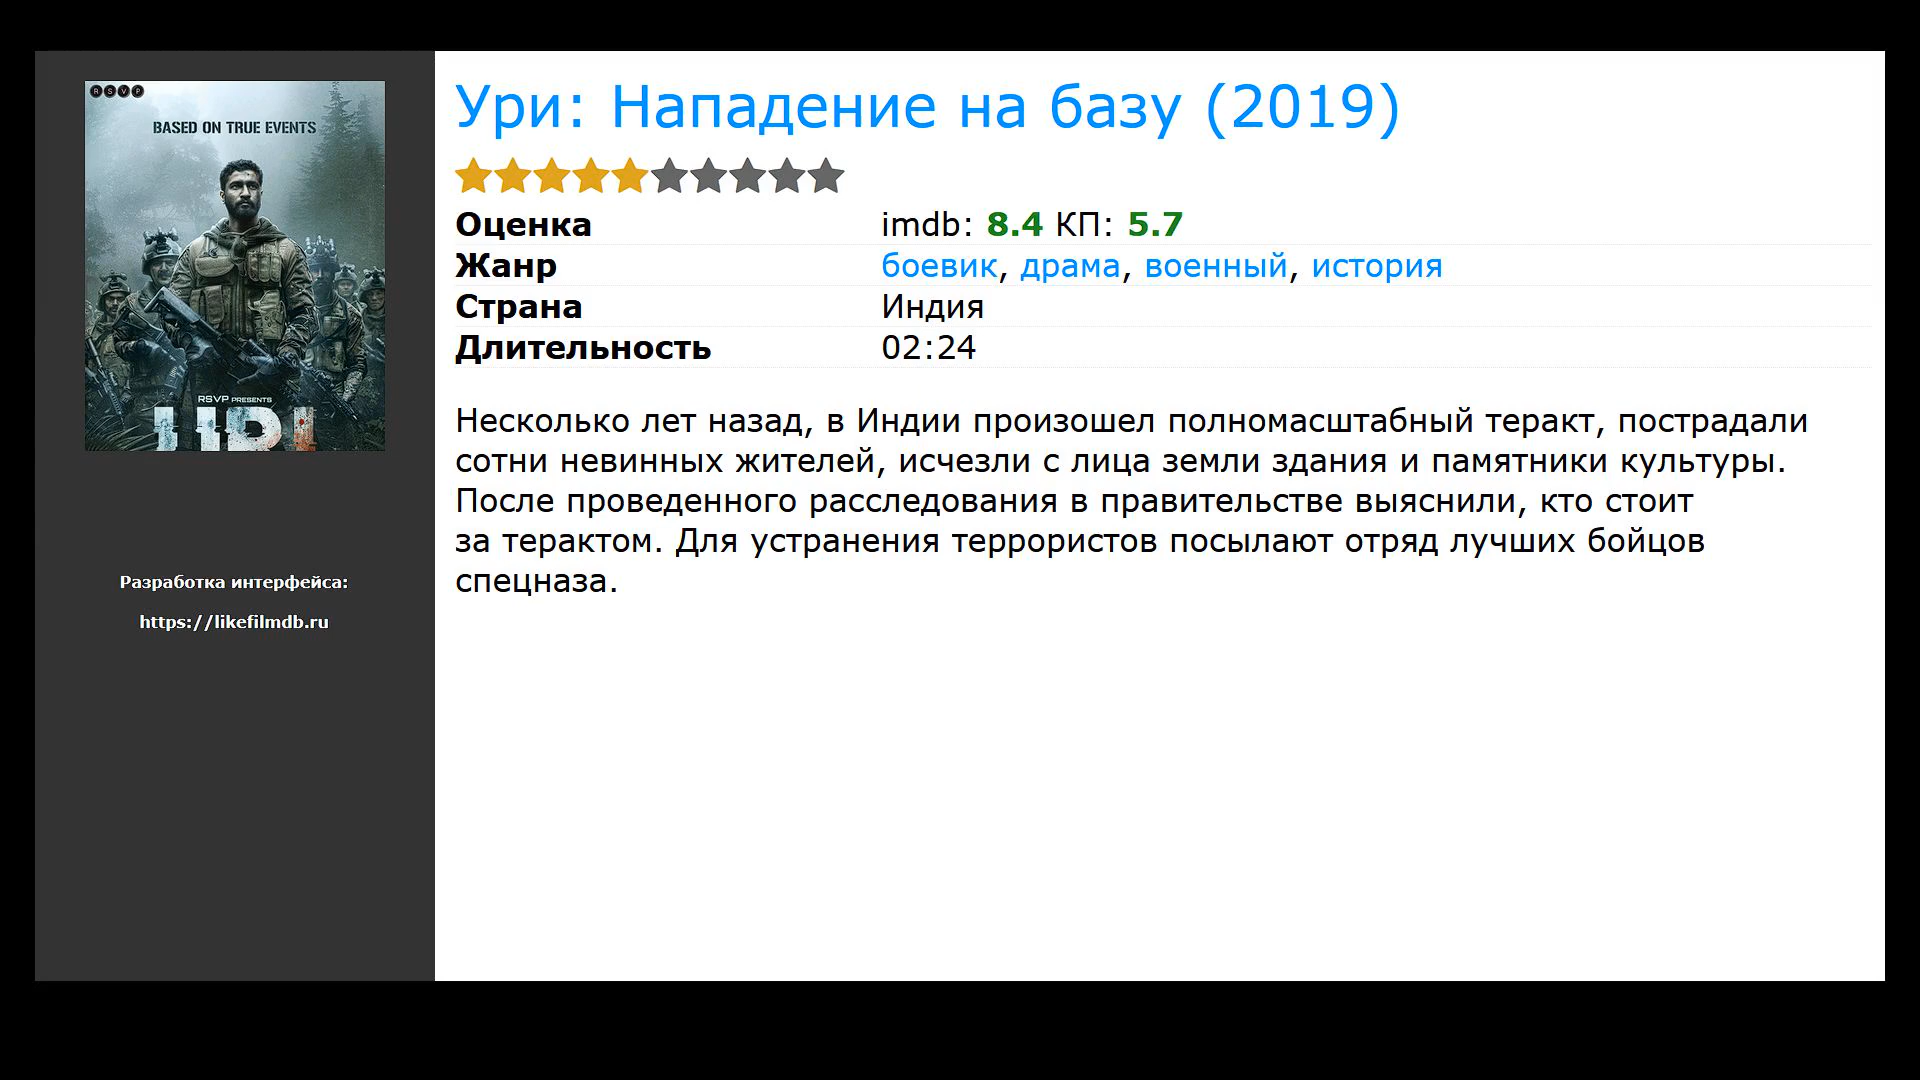 R S V P
BASED ON TRUE EVENTS
RSVP PRESENTS
URI
Разработка интерфейса:
https://likefilmdb.ru
Ури: Нападение на базу (2019)
Оценка imdb: 8.4 КП: 5.7
Жанр боевик, драма, военный, история
Страна Индия
Длительность 02:24
Несколько лет назад, в Индии произошел полномасштабный теракт, пострадали
сотни невинных жителей, исчезли с лица земли здания и памятники культуры.
После проведенного расследования в правительстве выяснили, кто стоит
за терактом. Для устранения террористов посылают отряд лучших бойцов
спецназа.